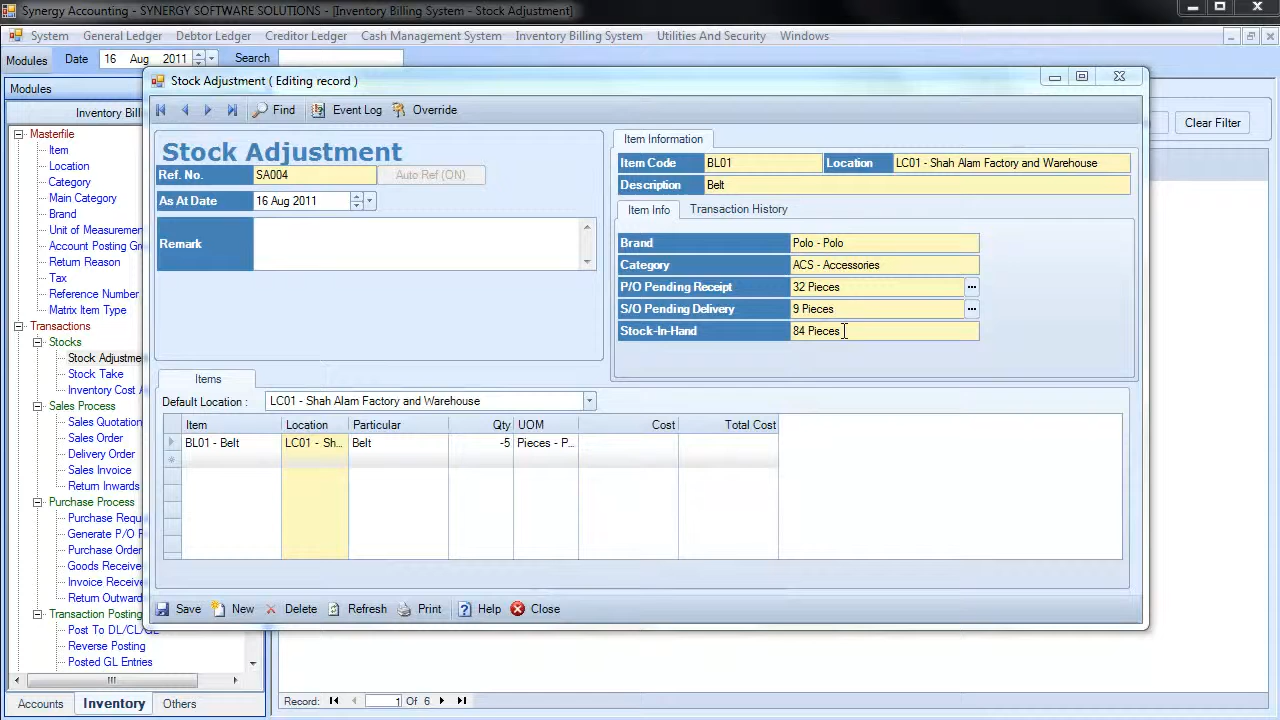 Synergy Accounting - SYNERGY SOFTWARE SOLUTIONS - [Inventory Billing System - Stock Adjustment]
System General Ledger Debtor Ledger Creditor Ledger Cash Management System Inventory Billing System Utilities And Security Windows
Modules Date 16 Aug 2011 Search
Modules
Inventory Bill
Masterfile
Item
Location
Category
Main Category
Brand
Unit of Measureme
Account Posting Gr
Return Reason
Tax
Reference Number
Matrix Item Type
Transactions
Stocks
Stock Adjustme
Stock Take
Inventory Cost A
Sales Process
Sales Quotation
Sales Order
Delivery Order
Sales Invoice
Return Inwards
Purchase Process
Purchase Requ
Generate P/O F
Purchase Order
Goods Receive
Invoice Receive
Return Outward
Transaction Posting
Post To DL/CL/GL
Reverse Posting
Posted GL Entries
Accounts Inventory Others
Stock Adjustment ( Editing record )
Find Event Log Override
Stock Adjustment
Ref. No. SA004 Auto Ref (ON)
As At Date 16 Aug 2011
Remark
Item Information
Item Code BL01 Location LC01 - Shah Alam Factory and Warehouse
Description Belt
Item Info Transaction History
Brand Polo - Polo
Category ACS - Accessories
P/O Pending Receipt 32 Pieces ...
S/O Pending Delivery 9 Pieces ...
Stock-In-Hand 84 Pieces
Items
Default Location : LC01 - Shah Alam Factory and Warehouse
Item Location Particular Qty UOM Cost Total Cost
BL01 - Belt LC01 - Sh... Belt -5 Pieces - P...
Save New Delete Refresh Print Help Close
Clear Filter
Record: 1 Of 6